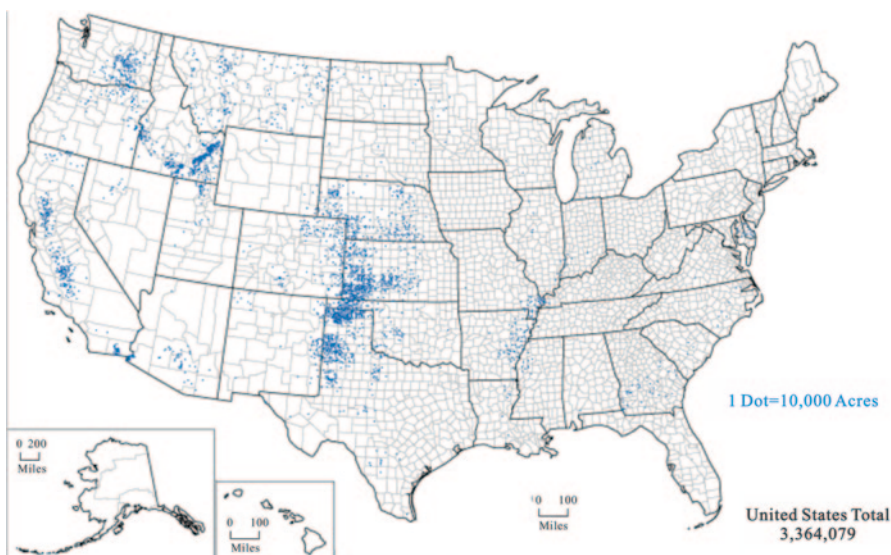 1 Dot=10,000 Acres
0 200
Miles
0 100
Miles
0 100
Miles
United States Total
3,364,079